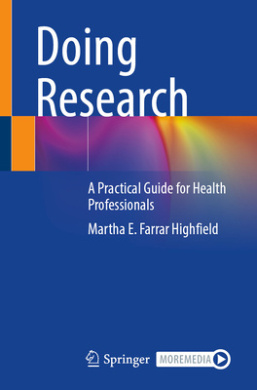 Doing
Research
A Practical Guide for Health
Professionals
Martha E. Farrar Highfield
Springer
MOREMEDIA